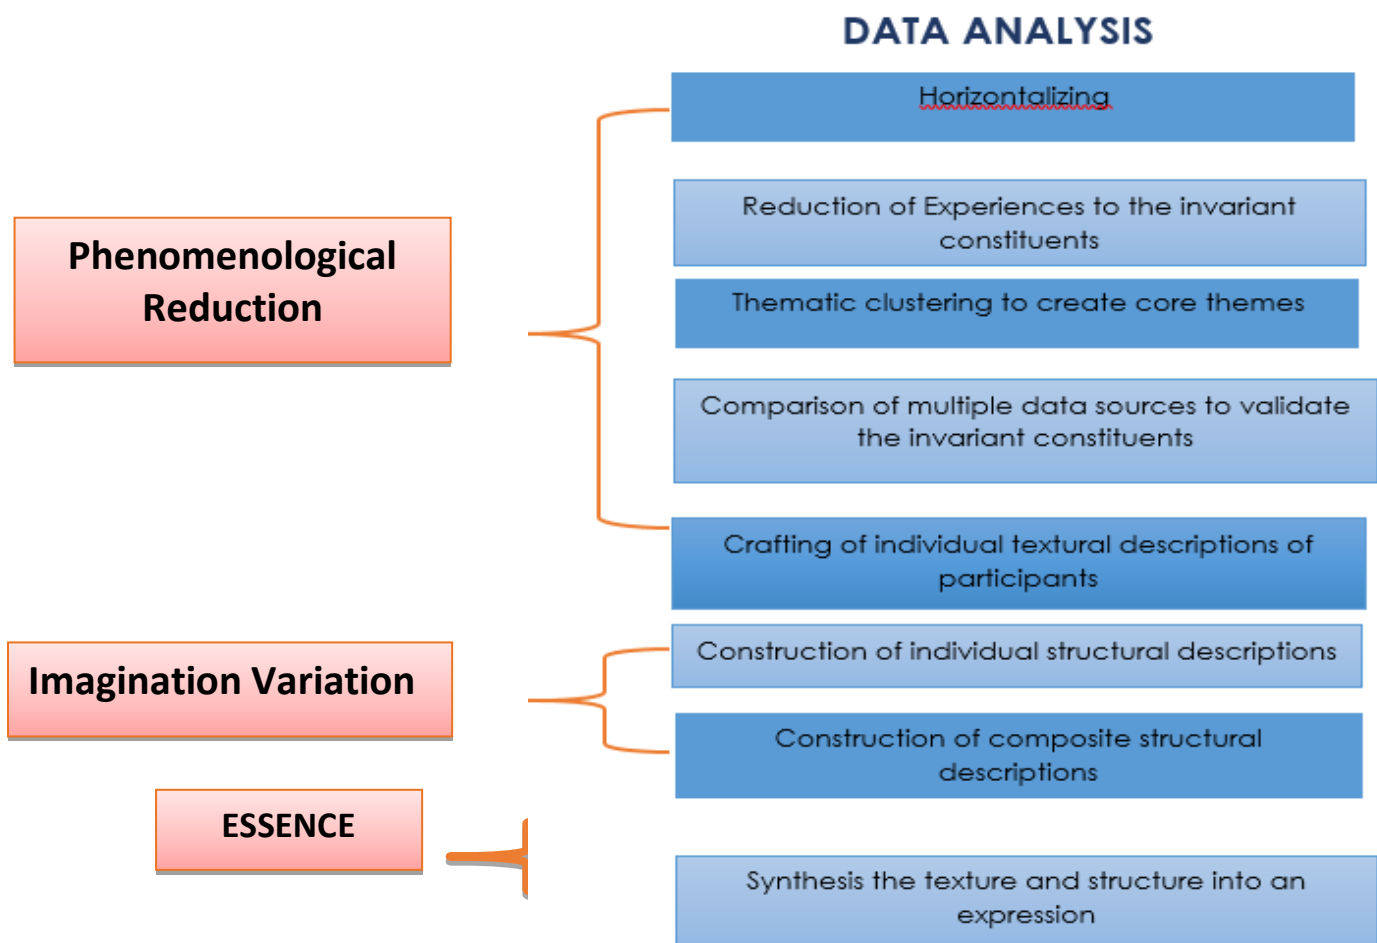 DATA ANALYSIS
Horizontalizing
Reduction of Experiences to the invariant
constituents
Phenomenological
Reduction
Thematic clustering to create core themes
Comparison of multiple data sources to validate
the invariant constituents
Crafting of individual textural descriptions of
participants
Imagination Variation
Construction of individual structural descriptions
Construction of composite structural
descriptions
ESSENCE
Synthesis the texture and structure into an
expression